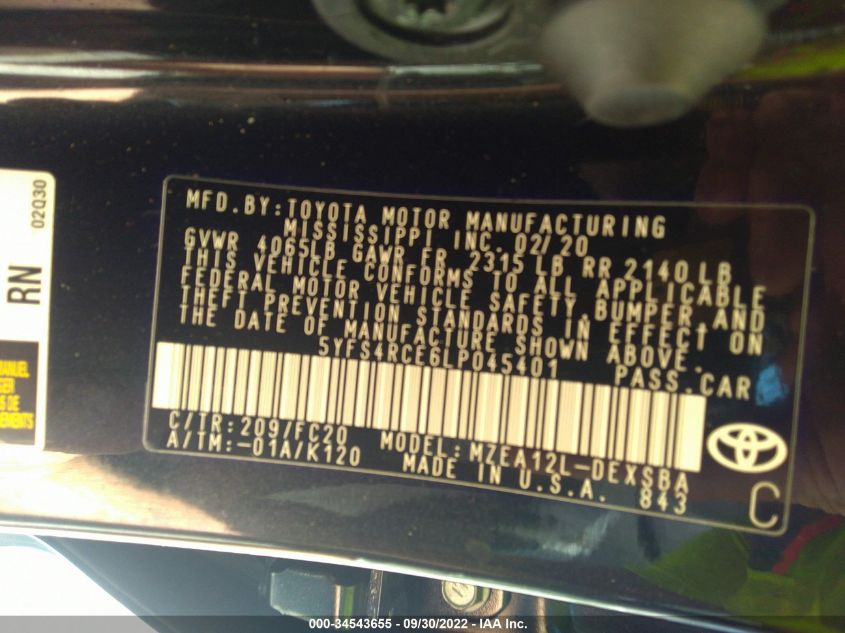 02Q30
RN
MFD.BY:TOYOTA MOTOR MANUFACTURING
MISSISSIPPI INC. 02/20
GVWR 4065LB GAWR FR 2315 LB RR 2140 LB
THIS VEHICLE CONFORMS TO ALL APPLICABLE
FEDERAL MOTOR VEHICLE SAFETY,BUMPER AND
THEFT PREVENTION STANDARDS IN EFFECT ON
THE DATE OF MANUFACTURE SHOWN ABOVE.
5YFS4RCE6LP045401 PASS.CAR
C/TR:209/FC20 MODEL:MZEA12L-DEXSBA
A/TM:-01A/K120 MADE IN U.S.A. 843
C
000-34543655 - 09/30/2022 - IAA Inc.